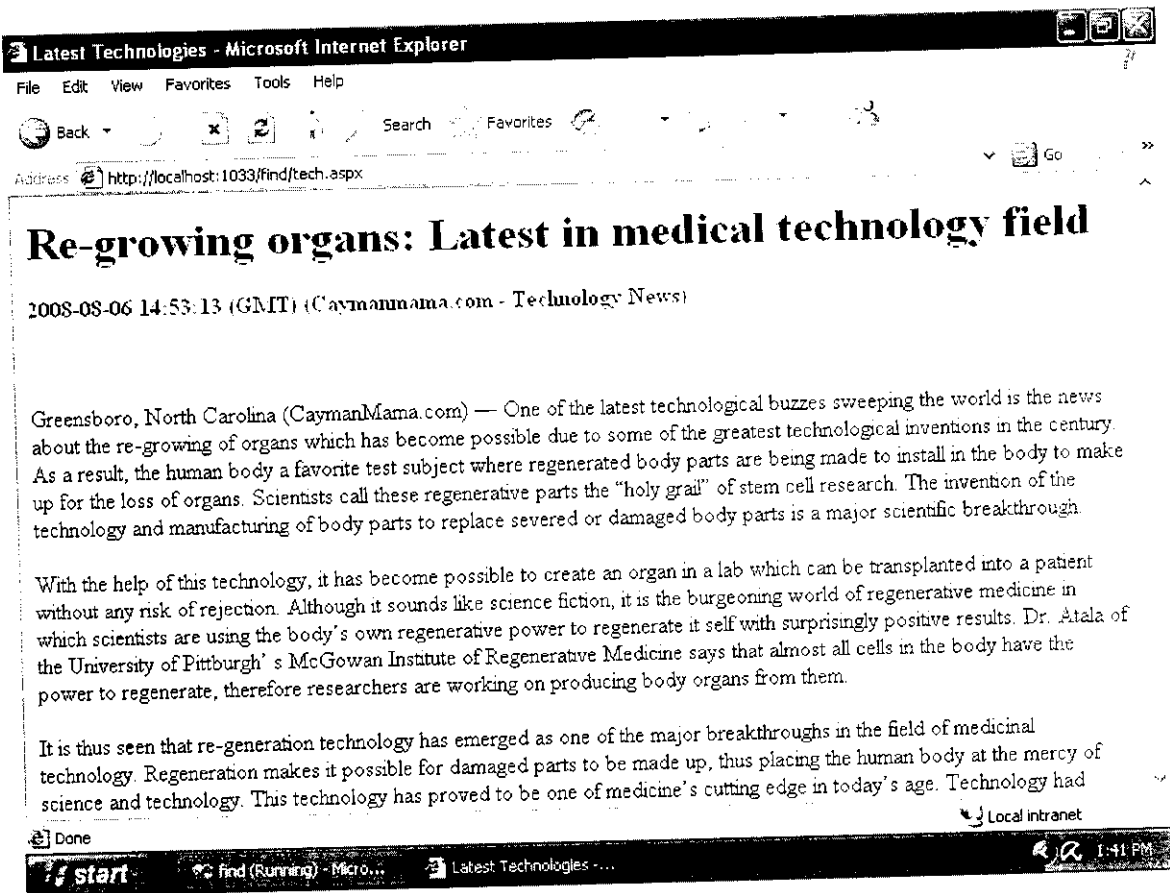 Latest Technologies - Microsoft Internet Explorer
File Edit View Favorites Tools Help
Back Search Favorites
Address http://localhost:1033/find/tech.aspx Go
Re-growing organs: Latest in medical technology field
2008-08-06 14:53:13 (GMT) (Caymanmama.com - Technology News)
Greensboro, North Carolina (CaymanMama.com) — One of the latest technological buzzes sweeping the world is the news
about the re-growing of organs which has become possible due to some of the greatest technological inventions in the century.
As a result, the human body a favorite test subject where regenerated body parts are being made to install in the body to make
up for the loss of organs. Scientists call these regenerative parts the “holy grail” of stem cell research. The invention of the
technology and manufacturing of body parts to replace severed or damaged body parts is a major scientific breakthrough.
With the help of this technology, it has become possible to create an organ in a lab which can be transplanted into a patient
without any risk of rejection. Although it sounds like science fiction, it is the burgeoning world of regenerative medicine in
which scientists are using the body's own regenerative power to regenerate it self with surprisingly positive results. Dr. Atala of
the University of Pittburgh' s McGowan Institute of Regenerative Medicine says that almost all cells in the body have the
power to regenerate, therefore researchers are working on producing body organs from them.
It is thus seen that re-generation technology has emerged as one of the major breakthroughs in the field of medicinal
technology. Regeneration makes it possible for damaged parts to be made up, thus placing the human body at the mercy of
science and technology. This technology has proved to be one of medicine's cutting edge in today's age. Technology had
Done Local intranet
start find (Running) - Micro... Latest Technologies -... 1:41 PM